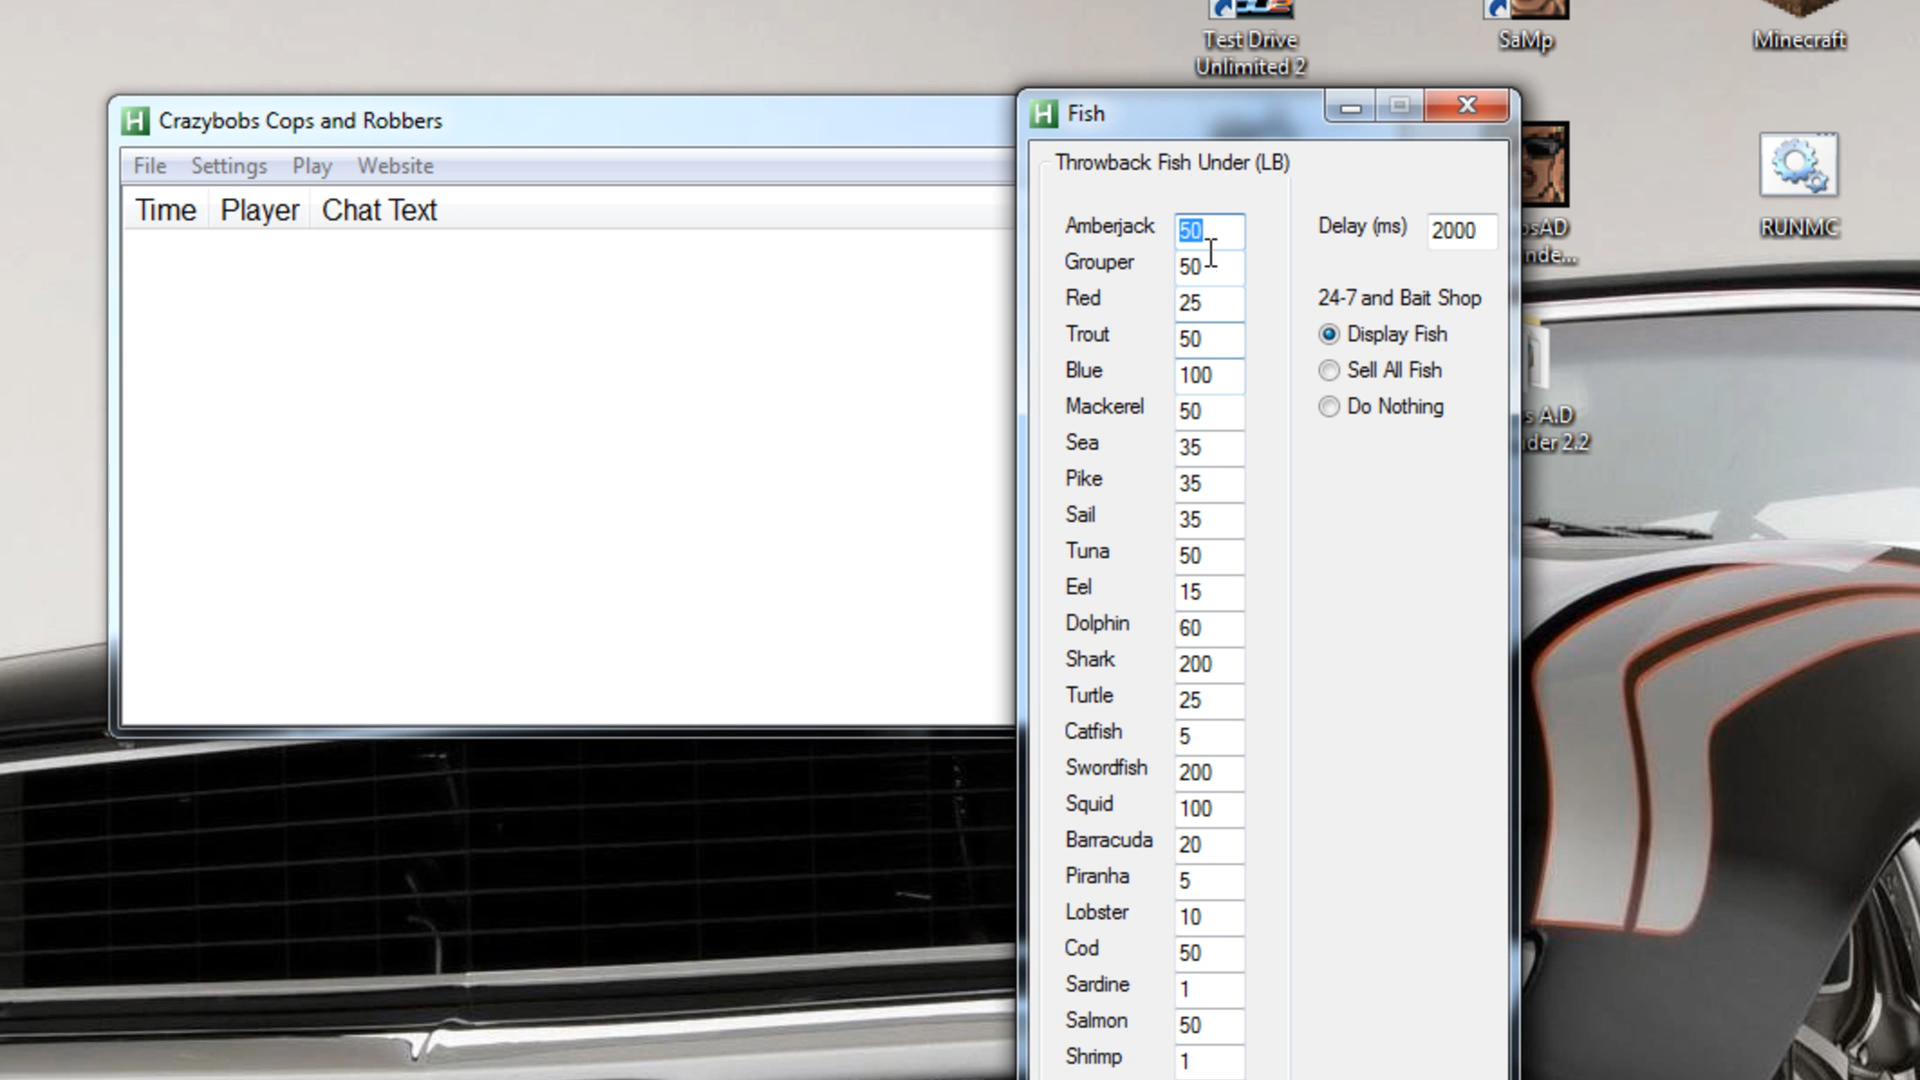 Test Drive
Unlimited 2
SaMp
Minecraft
Crazybobs Cops and Robbers
File Settings Play Website
Time Player Chat Text
Fish
Throwback Fish Under (LB)
Amberjack 50
Grouper 50
Red 25
Trout 50
Blue 100
Mackerel 50
Sea 35
Pike 35
Sail 35
Tuna 50
Eel 15
Dolphin 60
Shark 200
Turtle 25
Catfish 5
Swordfish 200
Squid 100
Barracuda 20
Piranha 5
Lobster 10
Cod 50
Sardine 1
Salmon 50
Shrimp 1
Delay (ms) 2000
24-7 and Bait Shop
Display Fish
Sell All Fish
Do Nothing
RUNMC
s A.D
der 2.2